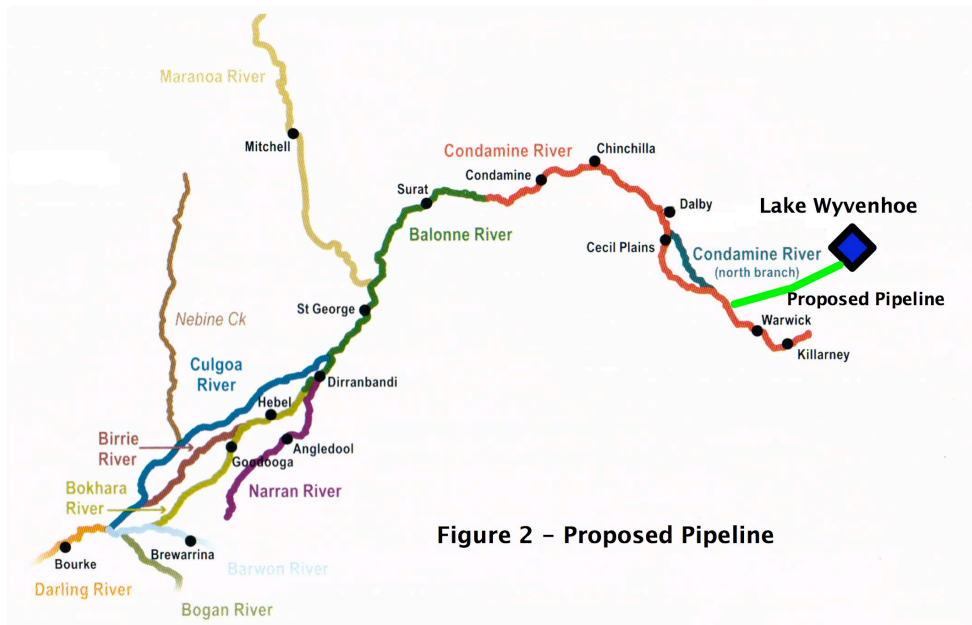 Maranoa River
Mitchell
Condamine River
Chinchilla
Condamine
Surat
Dalby
Lake Wyvenhoe
Balonne River
Cecil Plains
Condamine River
(north branch)
Proposed Pipeline
St George
Nebine Ck
Warwick
Killarney
Culgoa
River
Dirranbandi
Hebel
Birrie
River
Angledool
Goodooga
Bokhara
River
Narran River
Figure 2 – Proposed Pipeline
Bourke
Brewarrina
Barwon River
Darling River
Bogan River